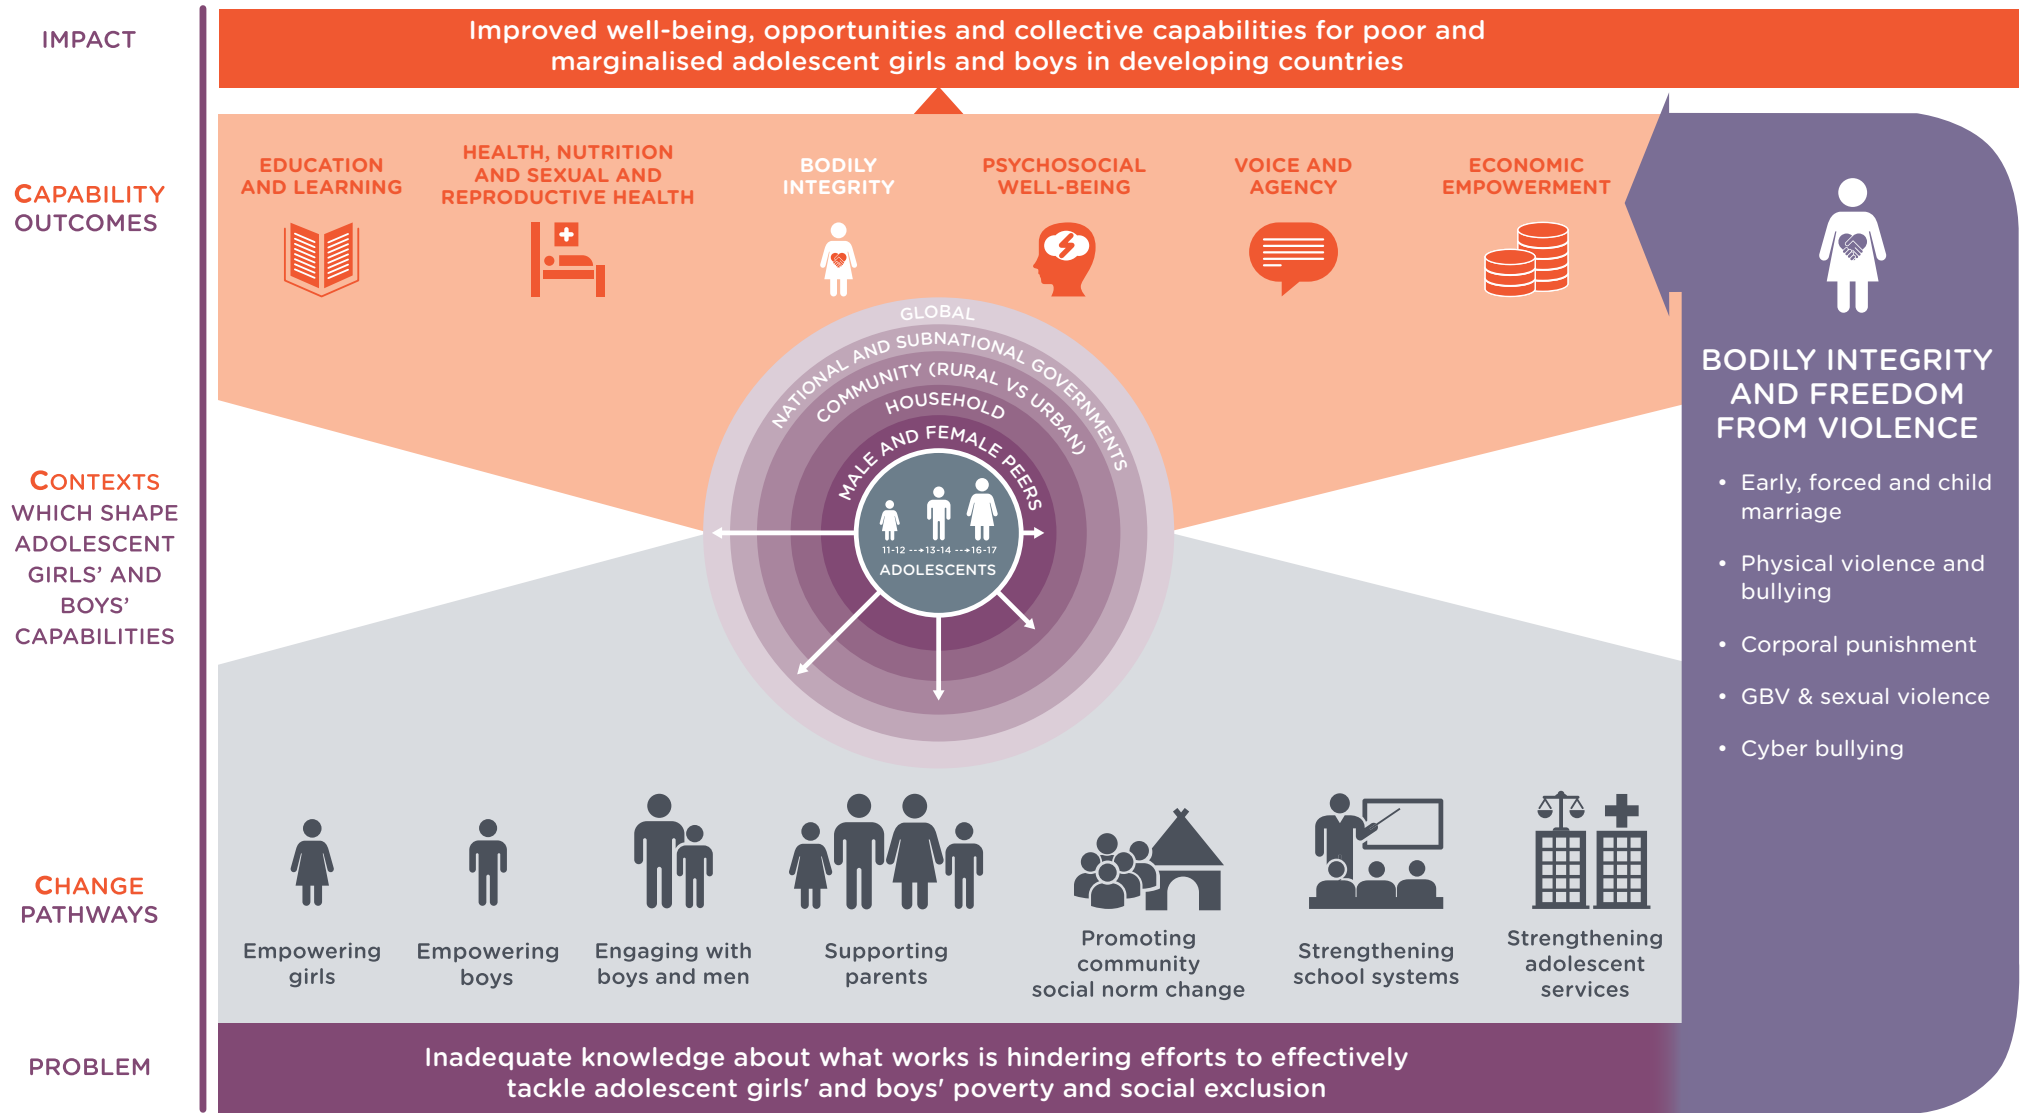 IMPACT
Improved well-being, opportunities and collective capabilities for poor and
marginalised adolescent girls and boys in developing countries
CAPABILITY
OUTCOMES
EDUCATION
AND LEARNING
HEALTH, NUTRITION
AND SEXUAL AND
REPRODUCTIVE HEALTH
BODILY
INTEGRITY
PSYCHOSOCIAL
WELL-BEING
VOICE AND
AGENCY
ECONOMIC
EMPOWERMENT
CONTEXTS
WHICH SHAPE
ADOLESCENT
GIRLS’ AND
BOYS’
CAPABILITIES
GLOBAL
NATIONAL AND SUBNATIONAL GOVERNMENTS
COMMUNITY (RURAL VS URBAN)
HOUSEHOLD
MALE AND FEMALE PEERS
11-12 --→ 13-14 --→ 16-17
ADOLESCENTS
BODILY INTEGRITY
AND FREEDOM
FROM VIOLENCE
• Early, forced and child
marriage
• Physical violence and
bullying
• Corporal punishment
• GBV & sexual violence
• Cyber bullying
CHANGE
PATHWAYS
Empowering
girls
Empowering
boys
Engaging with
boys and men
Supporting
parents
Promoting
community
social norm change
Strengthening
school systems
Strengthening
adolescent
services
PROBLEM
Inadequate knowledge about what works is hindering efforts to effectively
tackle adolescent girls' and boys' poverty and social exclusion